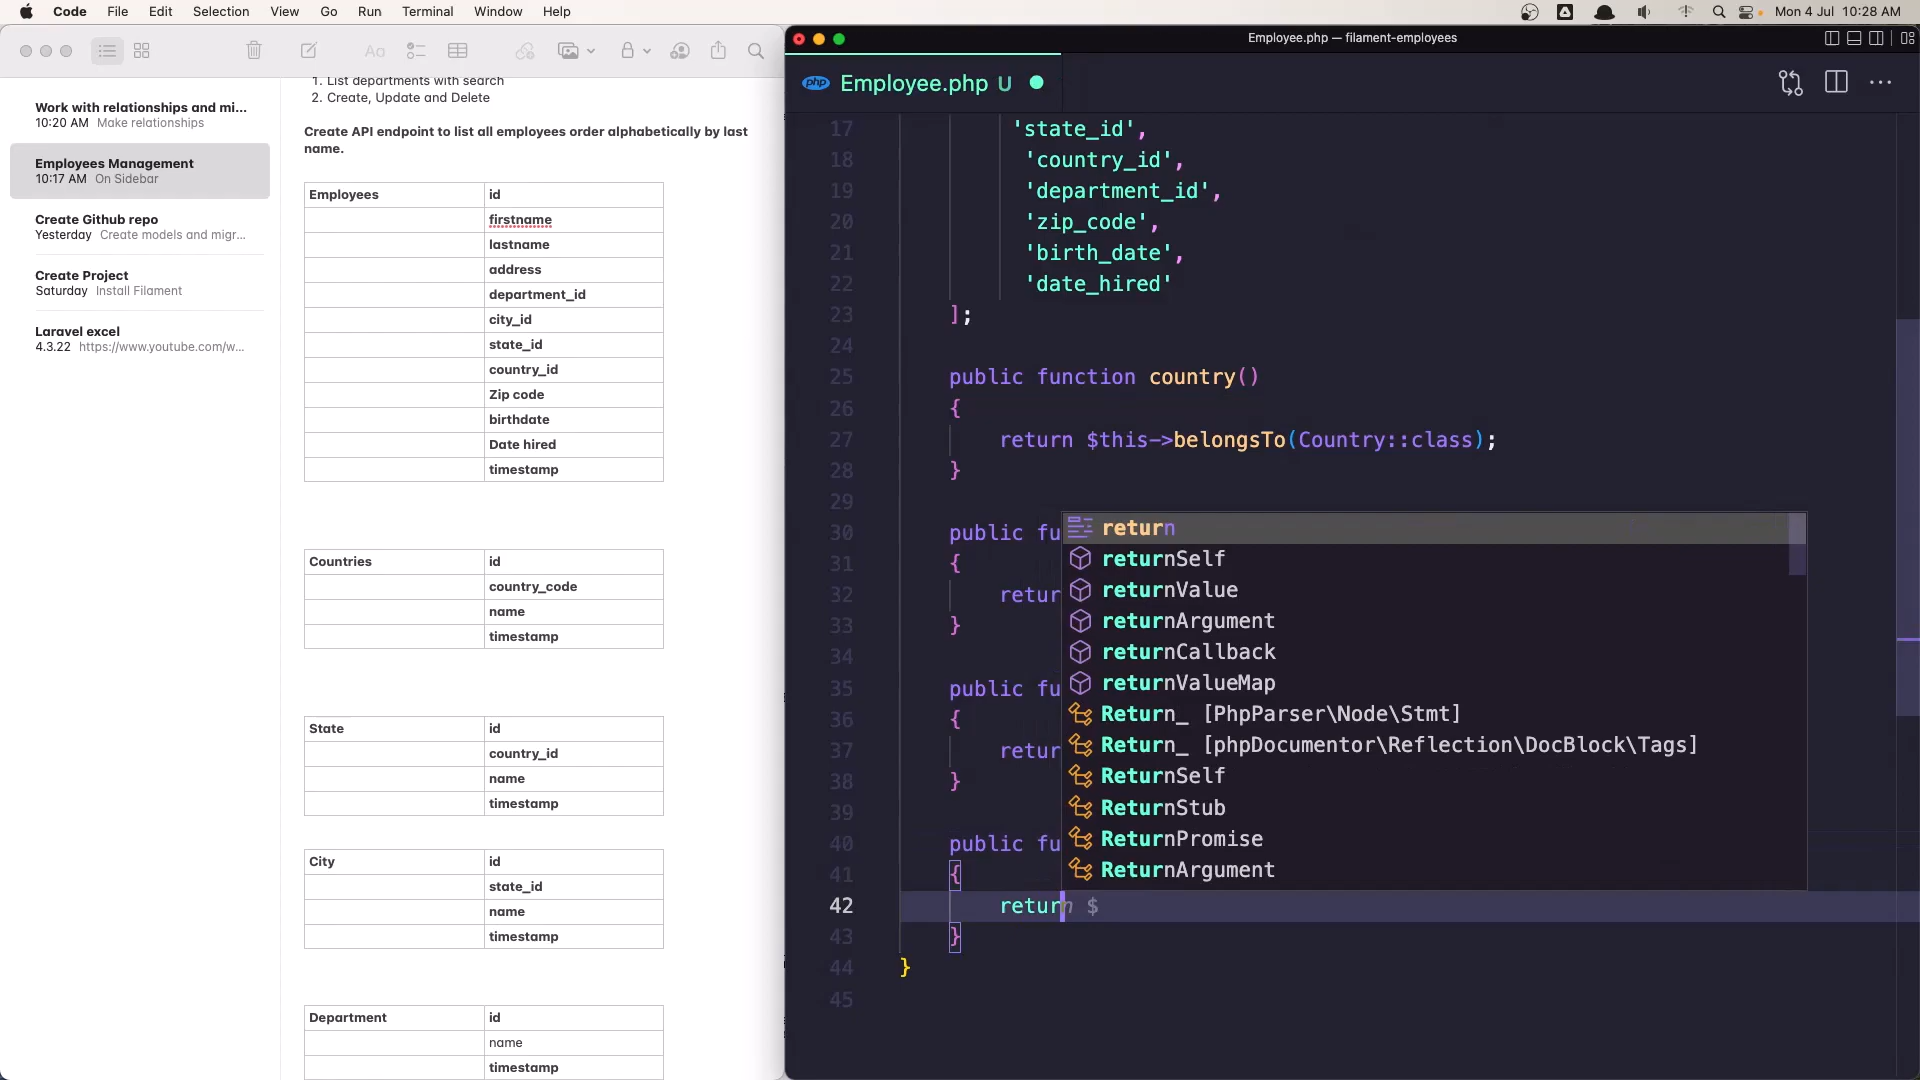 Code File Edit Selection View Go Run Terminal Window Help
Mon 4 Jul 10:28 AM
Work with relationships and mi...
10:20 AM Make relationships
Employees Management
10:17 AM On Sidebar
Create Github repo
Yesterday Create models and migr...
Create Project
Saturday Install Filament
Laravel excel
4.3.22 https://www.youtube.com/w...
Aa
1. List departments with search
2. Create, Update and Delete
Create API endpoint to list all employees order alphabetically by last
name.
Employees id
firstname
lastname
address
department_id
city_id
state_id
country_id
Zip code
birthdate
Date hired
timestamp
Countries id
country_code
name
timestamp
State id
country_id
name
timestamp
City id
state_id
name
timestamp
Department id
name
timestamp
Employee.php — filament-employees
php Employee.php U
17 'state_id',
18 'country_id',
19 'department_id',
20 'zip_code',
21 'birth_date',
22 'date_hired'
23 ];
24
25 public function country()
26 {
27 return $this->belongsTo(Country::class);
28 }
29
30 public fu
31 {
32 retur
33 }
34
35 public fu
36 {
37 retur
38 }
39
40 public fu
41 {
42 return $
43 }
44 }
45
return
returnSelf
returnValue
returnArgument
returnCallback
returnValueMap
Return_ [PhpParser\Node\Stmt]
Return_ [phpDocumentor\Reflection\DocBlock\Tags]
ReturnSelf
ReturnStub
ReturnPromise
ReturnArgument